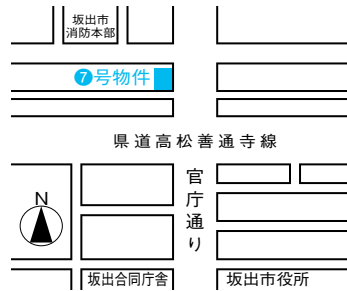 坂出市
消防本部
❼号物件
県道高松善通寺線
官庁通り
N
坂出合同庁舎
坂出市役所